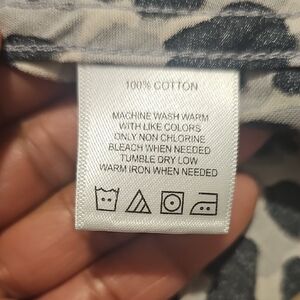 100% COTTON
MACHINE WASH WARM
WITH LIKE COLORS
ONLY NON CHLORINE
BLEACH WHEN NEEDED
TUMBLE DRY LOW
WARM IRON WHEN NEEDED